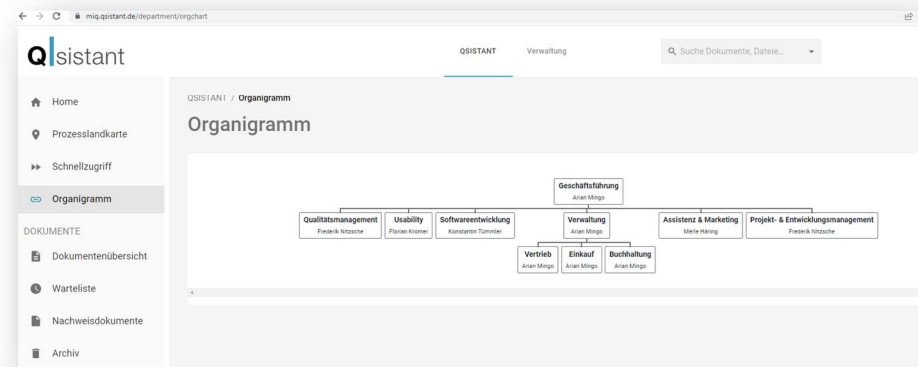 miq.qsistant.de/department/orgchart
Qsistant
QSISTANT Verwaltung
Suche Dokumente, Dateie...
Home
Prozesslandkarte
Schnellzugriff
Organigramm
DOKUMENTE
Dokumentenübersicht
Warteliste
Nachweisdokumente
Archiv
QSISTANT / Organigramm
Organigramm
Geschäftsführung
Arian Mingo
Qualitätsmanagement
Frederik Nitzsche
Usability
Florian Kromer
Softwareentwicklung
Konstantin Tümmler
Verwaltung
Arian Mingo
Assistenz & Marketing
Merle Häring
Projekt- & Entwicklungsmanagement
Frederik Nitzsche
Vertrieb
Arian Mingo
Einkauf
Arian Mingo
Buchhaltung
Arian Mingo